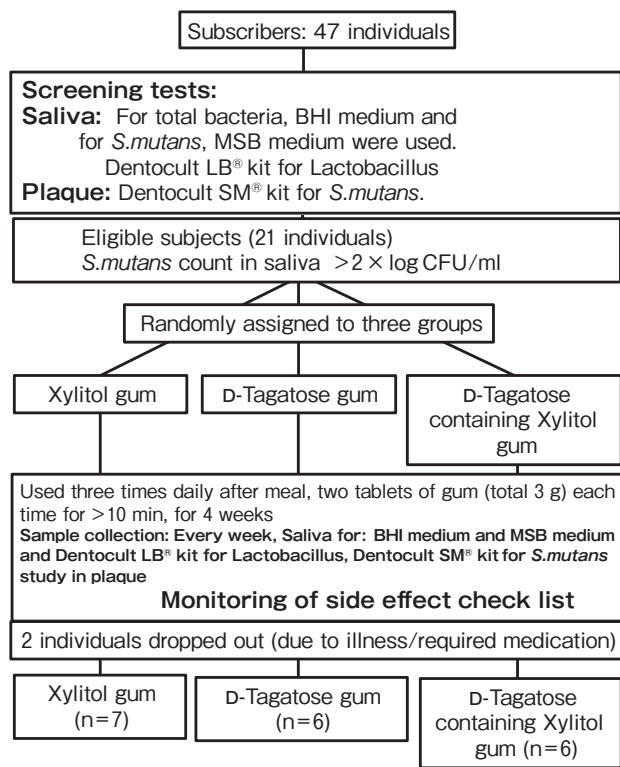 Subscribers: 47 individuals
Screening tests:
Saliva: For total bacteria, BHI medium and
for S.mutans, MSB medium were used.
Dentocult LB® kit for Lactobacillus
Plaque: Dentocult SM® kit for S.mutans.
Eligible subjects (21 individuals)
S.mutans count in saliva >2 × log CFU/ml
Randomly assigned to three groups
Xylitol gum
D-Tagatose gum
D-Tagatose
containing Xylitol
gum
Used three times daily after meal, two tablets of gum (total 3 g) each
time for >10 min, for 4 weeks
Sample collection: Every week, Saliva for: BHI medium and MSB medium
and Dentocult LB® kit for Lactobacillus, Dentocult SM® kit for S.mutans
study in plaque
Monitoring of side effect check list
2 individuals dropped out (due to illness/required medication)
Xylitol gum
(n=7)
D-Tagatose gum
(n=6)
D-Tagatose
containing Xylitol
gum (n=6)